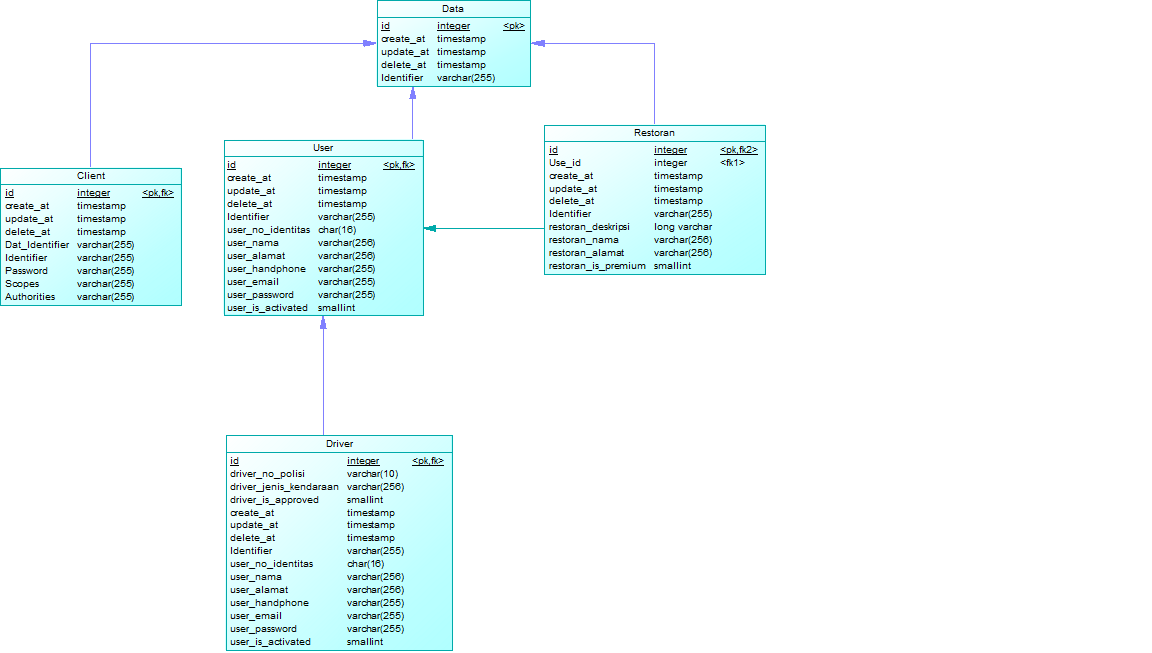 Data
id integer <pk>
create_at timestamp
update_at timestamp
delete_at timestamp
Identifier varchar(255)
Restoran
id integer <pk,fk2>
Use_id integer <fk1>
create_at timestamp
update_at timestamp
delete_at timestamp
Identifier varchar(255)
restoran_deskripsi long varchar
restoran_nama varchar(256)
restoran_alamat varchar(256)
restoran_is_premium smallint
User
id integer <pk,fk>
create_at timestamp
update_at timestamp
delete_at timestamp
Identifier varchar(255)
user_no_identitas char(16)
user_nama varchar(256)
user_alamat varchar(256)
user_handphone varchar(255)
user_email varchar(255)
user_password varchar(255)
user_is_activated smallint
Client
id integer <pk,fk>
create_at timestamp
update_at timestamp
delete_at timestamp
Dat_Identifier varchar(255)
Identifier varchar(255)
Password varchar(255)
Scopes varchar(255)
Authorities varchar(255)
Driver
id integer <pk,fk>
driver_no_polisi varchar(10)
driver_jenis_kendaraan varchar(256)
driver_is_approved smallint
create_at timestamp
update_at timestamp
delete_at timestamp
Identifier varchar(255)
user_no_identitas char(16)
user_nama varchar(256)
user_alamat varchar(256)
user_handphone varchar(255)
user_email varchar(255)
user_password varchar(255)
user_is_activated smallint